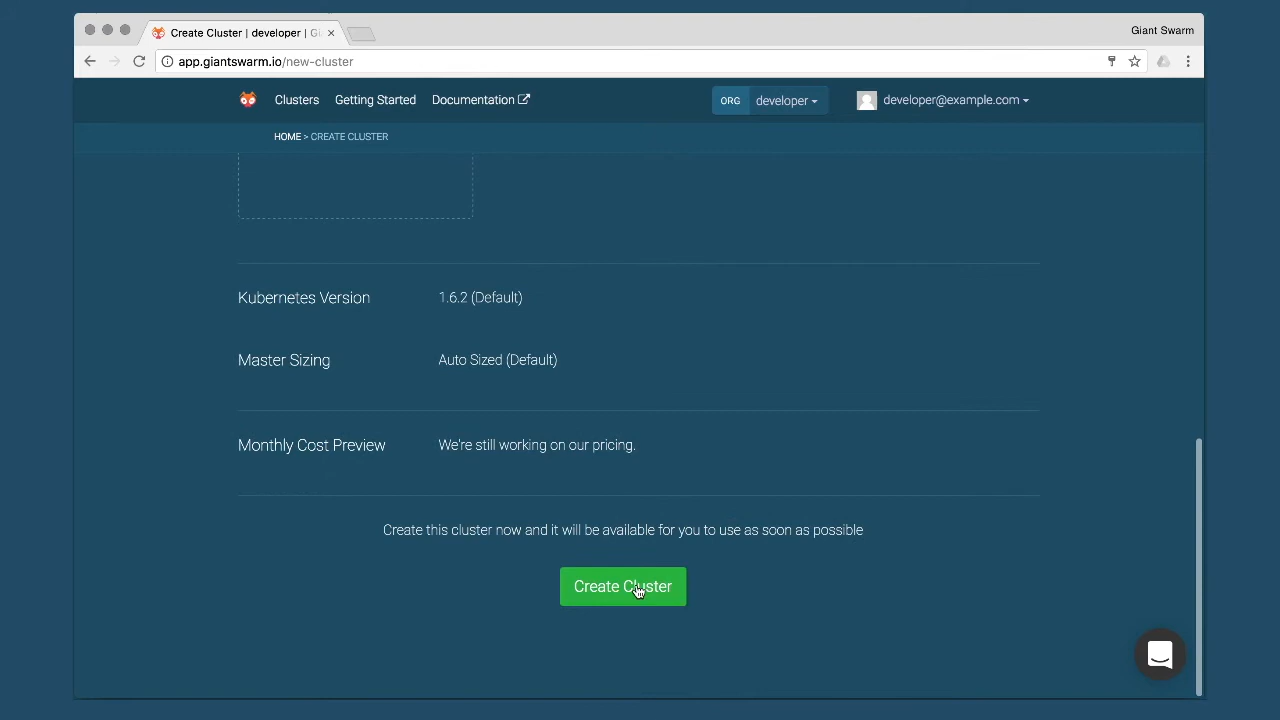 Create Cluster | developer | Gi
Giant Swarm
app.giantswarm.io/new-cluster
Clusters
Getting Started
Documentation
ORG
developer
developer@example.com
HOME > CREATE CLUSTER
Kubernetes Version
1.6.2 (Default)
Master Sizing
Auto Sized (Default)
Monthly Cost Preview
We're still working on our pricing.
Create this cluster now and it will be available for you to use as soon as possible
Create Cluster